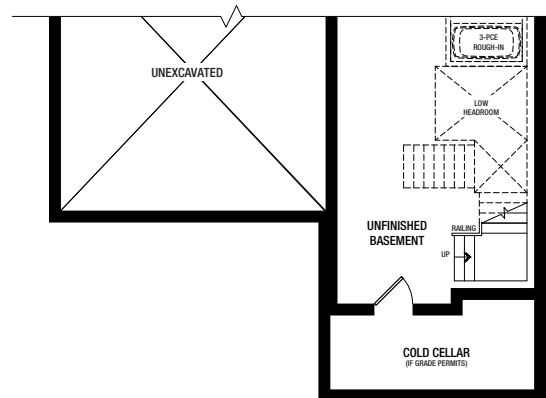 3-PCE
ROUGH-IN
UNEXCAVATED
LOW
HEADROOM
UNFINISHED
BASEMENT
RAILING
UP
COLD CELLAR
(IF GRADE PERMITS)